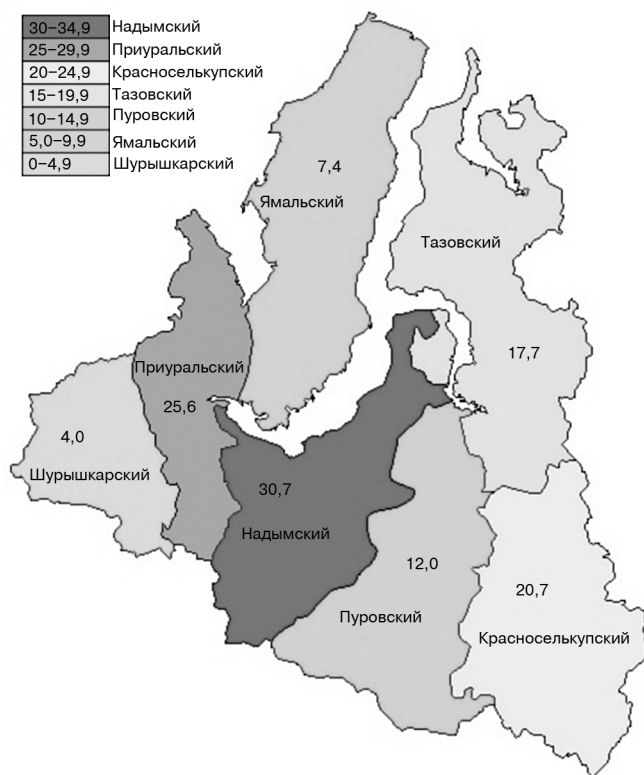 30–34,9 Надымский
25–29,9 Приуральский
20–24,9 Красноселькупский
15–19,9 Тазовский
10–14,9 Пуровский
5,0–9,9 Ямальский
0–4,9 Шурышкарский
7,4
Ямальский
Тазовский
17,7
Приуральский
25,6
4,0
Шурышкарский
30,7
Надымский
12,0
Пуровский
20,7
Красноселькупский